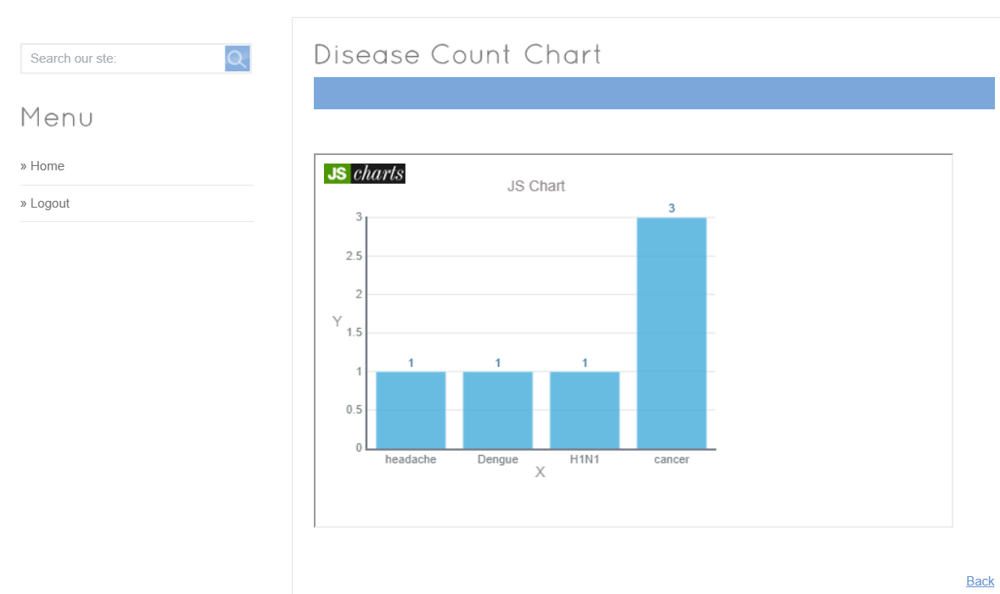 Search our ste:
Menu
» Home
» Logout
Disease Count Chart
JS charts
JS Chart
3
3
2.5
2
Y
1.5
1
1
1
1
0.5
0
headache
Dengue
H1N1
cancer
X
Back